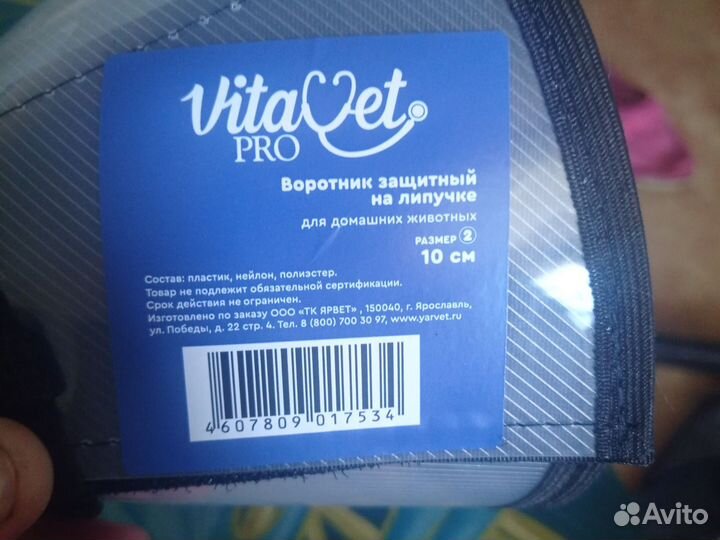 VitaVet
PRO
Воротник защитный
на липучке
для домашних животных
РАЗМЕР 2
10 см
Состав: пластик, нейлон, полиэстер.
Товар не подлежит обязательной сертификации.
Срок действия не ограничен.
Изготовлено по заказу ООО «ТК ЯРВЕТ» , 150040, г. Ярославль,
ул. Победы, д. 22 стр. 4. Тел. 8 (800) 700 30 97, www.yarvet.ru
4607809 017534
Avito